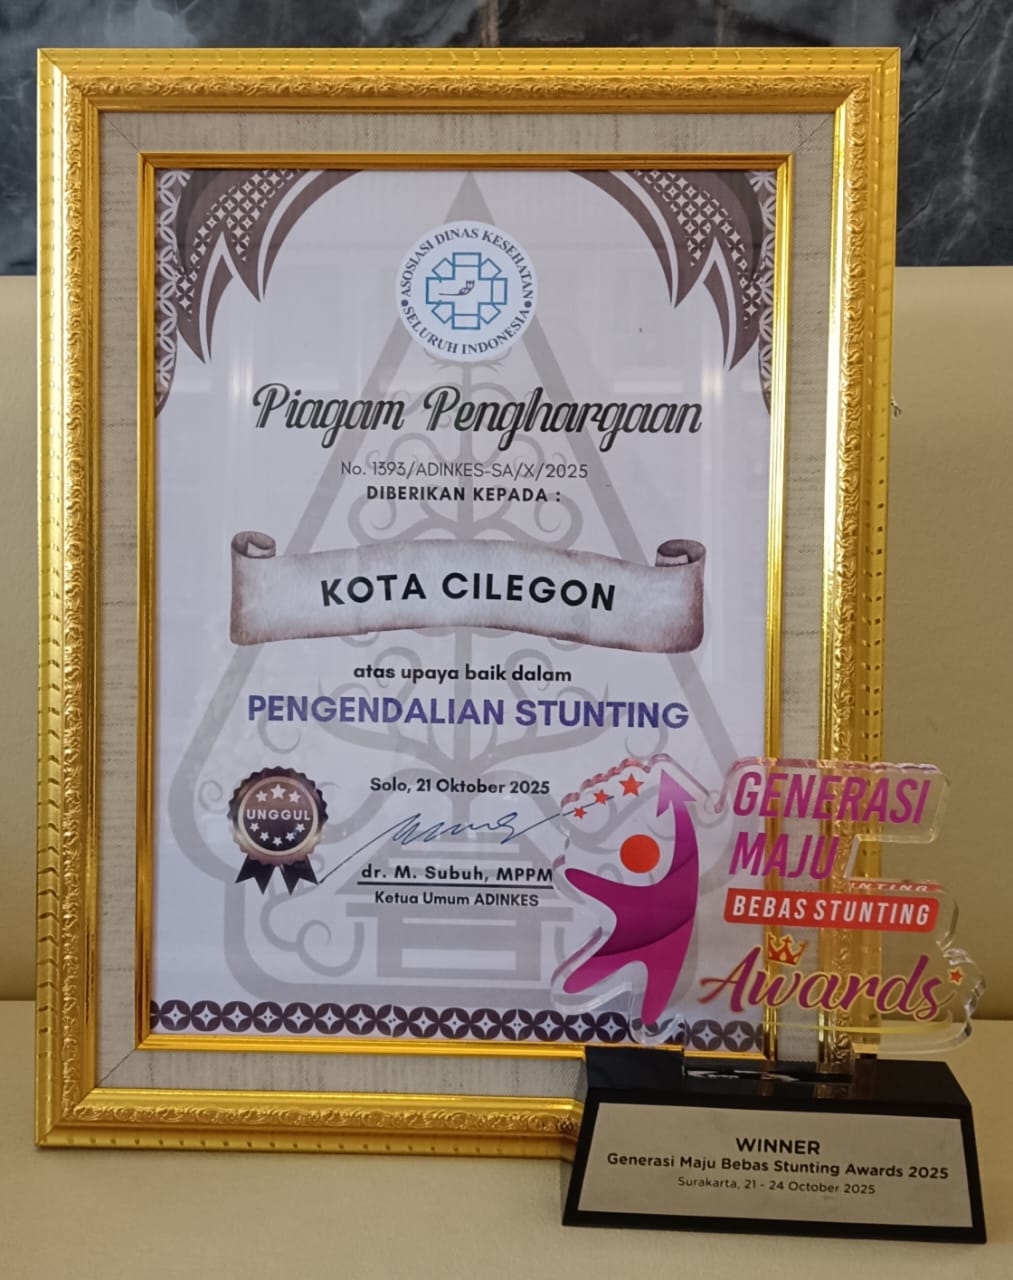 ASOSIASI DINAS KESEHATAN
SELURUH INDONESIA
Piagam Penghargaan
No. 1393/ADINKES-SA/X/2025
DIBERIKAN KEPADA :
KOTA CILEGON
atas upaya baik dalam
PENGENDALIAN STUNTING
Solo, 21 Oktober 2025
UNGGUL
dr. M. Subuh, MPPM
Ketua Umum ADINKES
GENERASI
MAJU
BEBAS STUNTING
Awards
WINNER
Generasi Maju Bebas Stunting Awards 2025
Surakarta, 21 - 24 October 2025